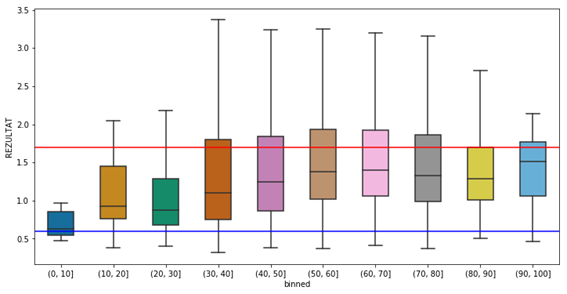 3.5
3.0
2.5
2.0
1.5
1.0
0.5
REZULTAT
(0, 10] (10, 20] (20, 30] (30, 40] (40, 50] (50, 60] (60, 70] (70, 80] (80, 90] (90, 100]
binned